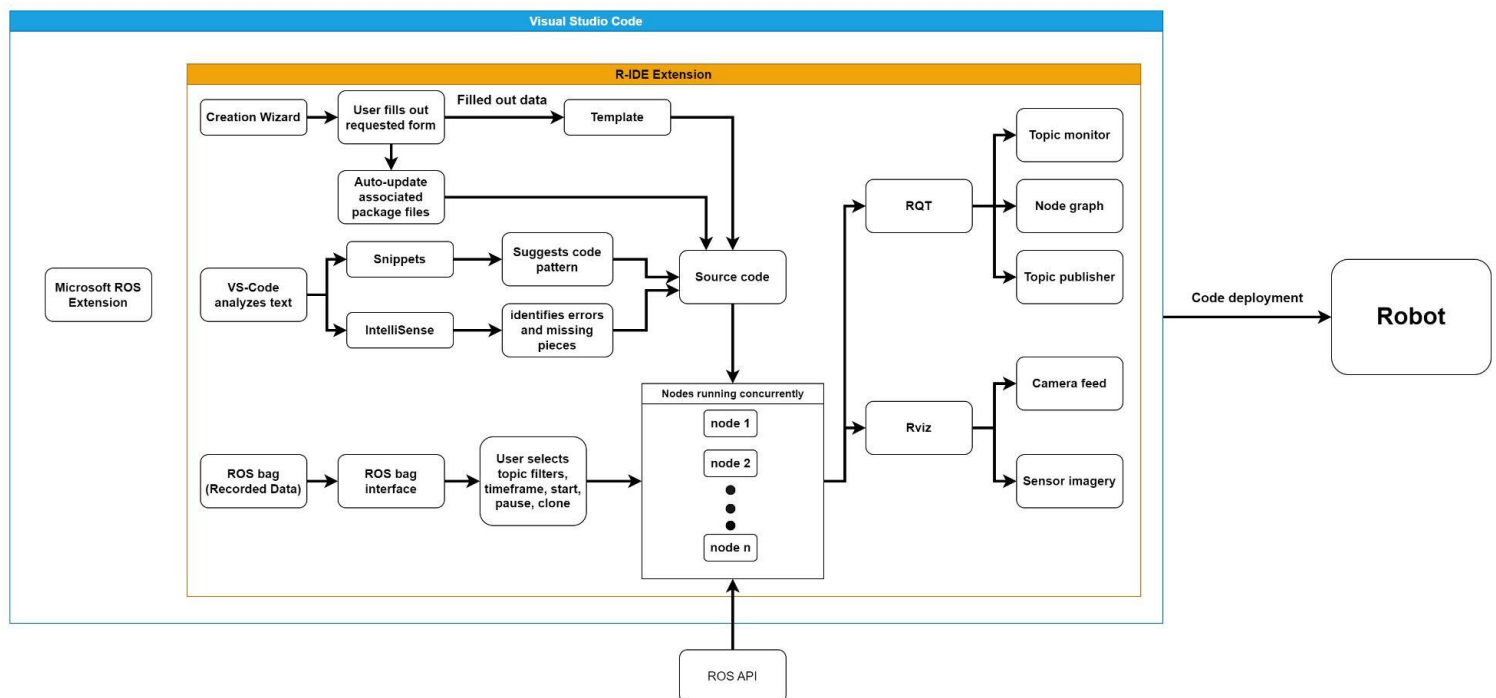 Visual Studio Code
R-IDE Extension
Creation Wizard
User fills out
requested form
Filled out data
Template
Auto-update
associated
package files
Microsoft ROS
Extension
VS-Code
analyzes text
Snippets
Suggests code
pattern
IntelliSense
identifies errors
and missing
pieces
Source code
ROS bag
(Recorded Data)
ROS bag
interface
User selects
topic filters,
timeframe, start,
pause, clone
Nodes running concurrently
node 1
node 2
node n
ROS API
RQT
Topic monitor
Node graph
Topic publisher
Rviz
Camera feed
Sensor imagery
Code deployment
Robot